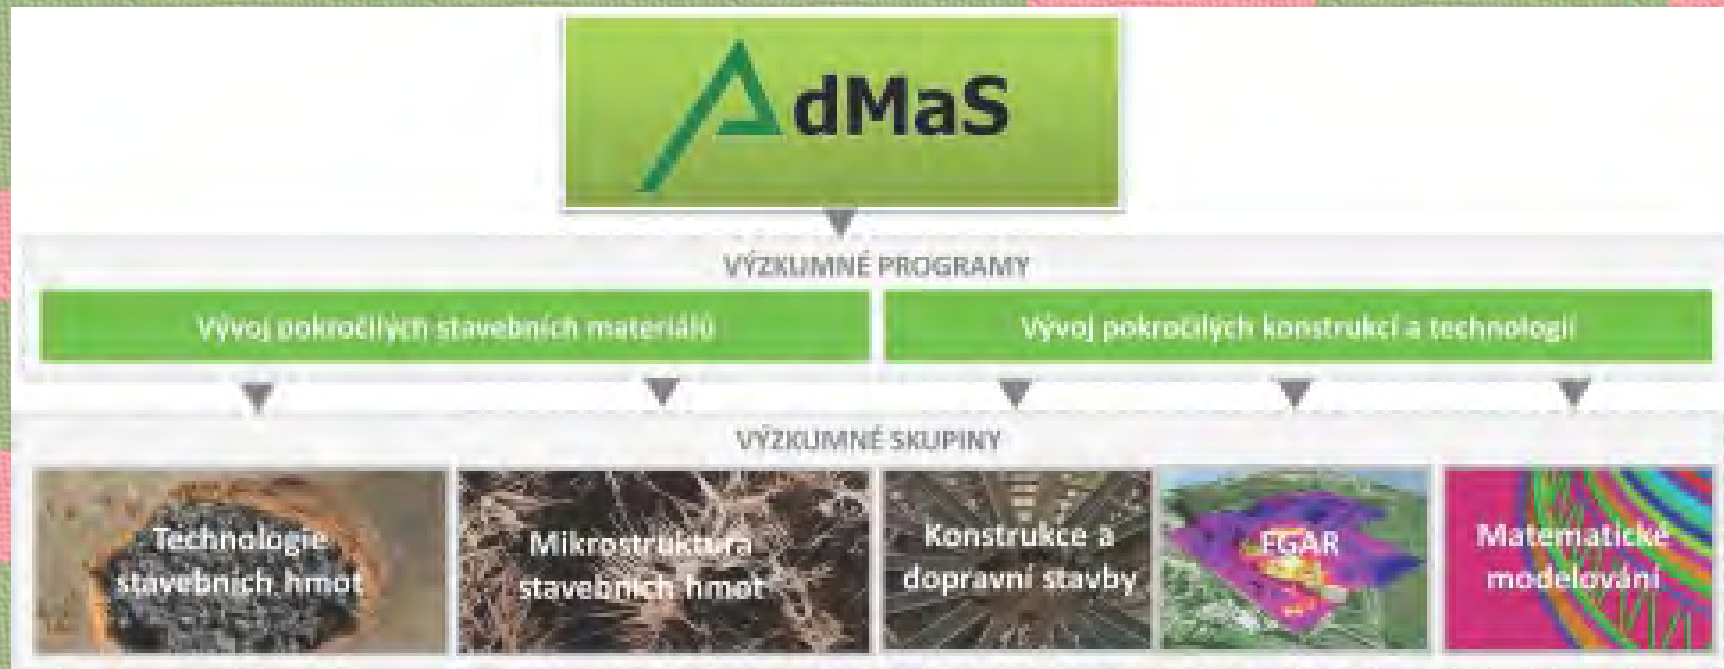 AdMaS
VÝZKUMNÉ PROGRAMY
Vývoj pokročilých stavebních materiálů
Vývoj pokročilých konstrukcí a technologií
VÝZKUMNÉ SKUPINY
Technologie
stavebních hmot
Mikrostruktura
stavebních hmot
Konstrukce a
dopravní stavby
EGAR
Matematické
modelování